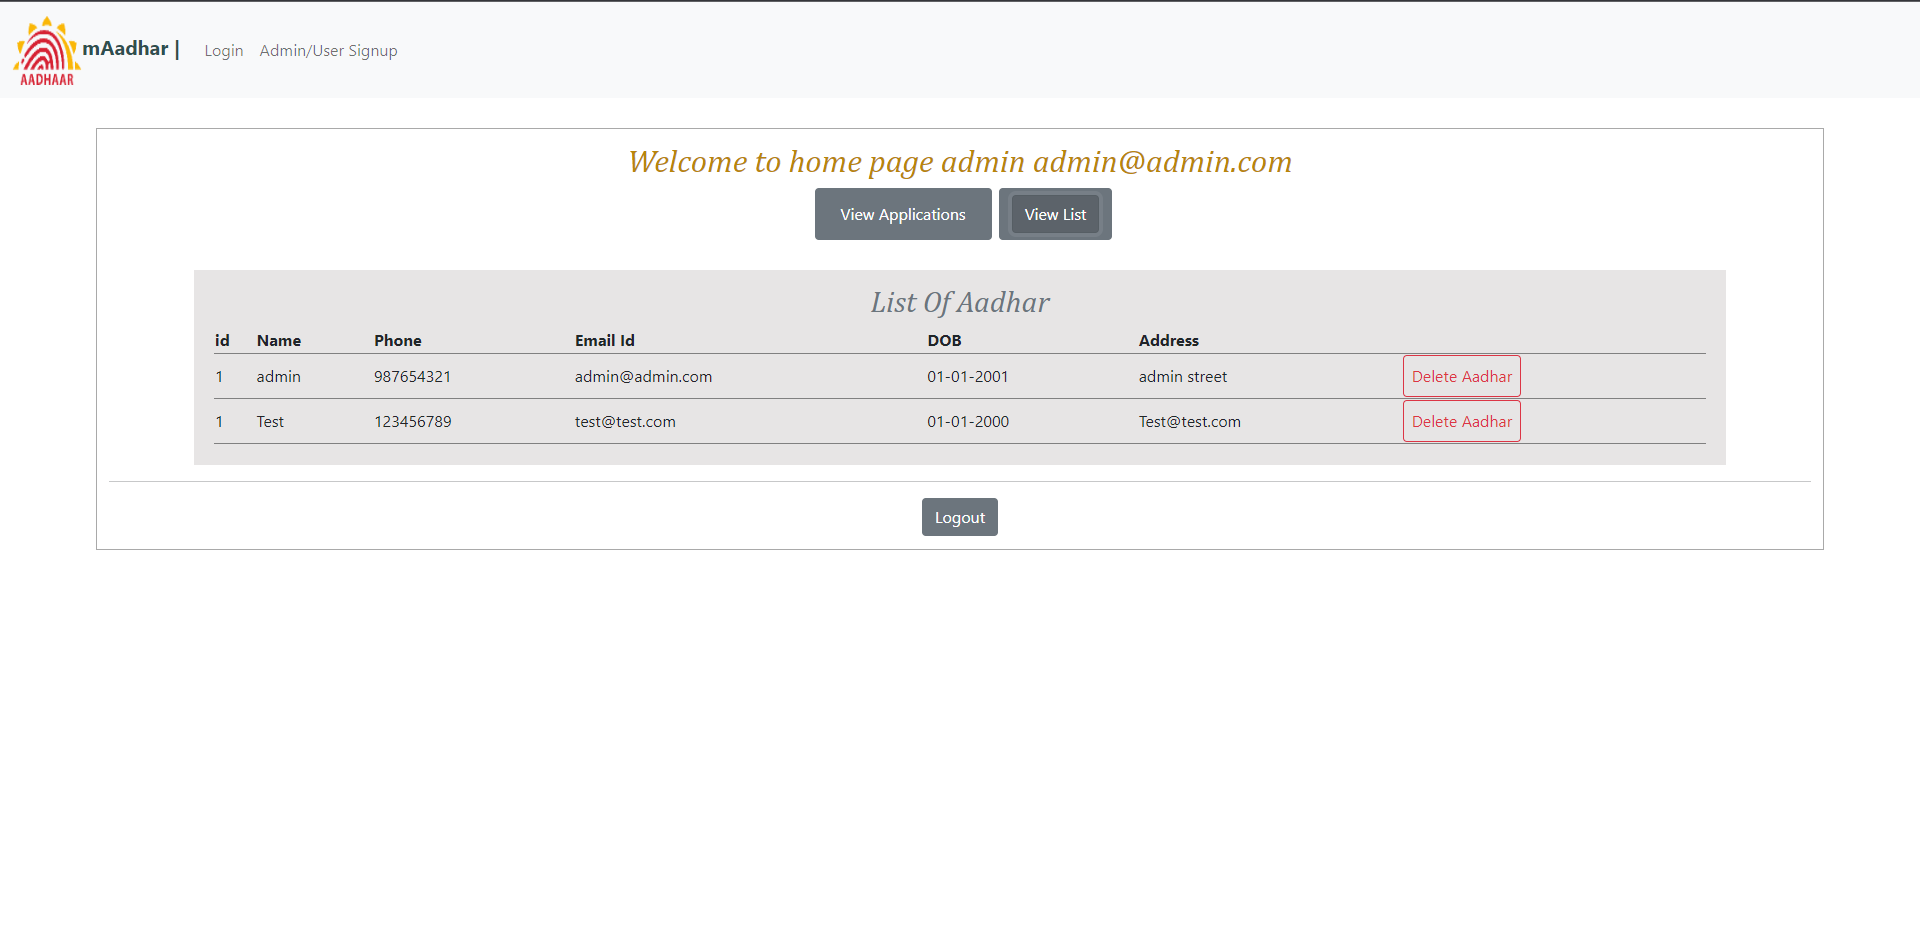 AADHAAR
mAadhar | Login Admin/User Signup
Welcome to home page admin admin@admin.com
View Applications View List
List Of Aadhar
id Name Phone Email Id DOB Address
1 admin 987654321 admin@admin.com 01-01-2001 admin street Delete Aadhar
1 Test 123456789 test@test.com 01-01-2000 Test@test.com Delete Aadhar
Logout